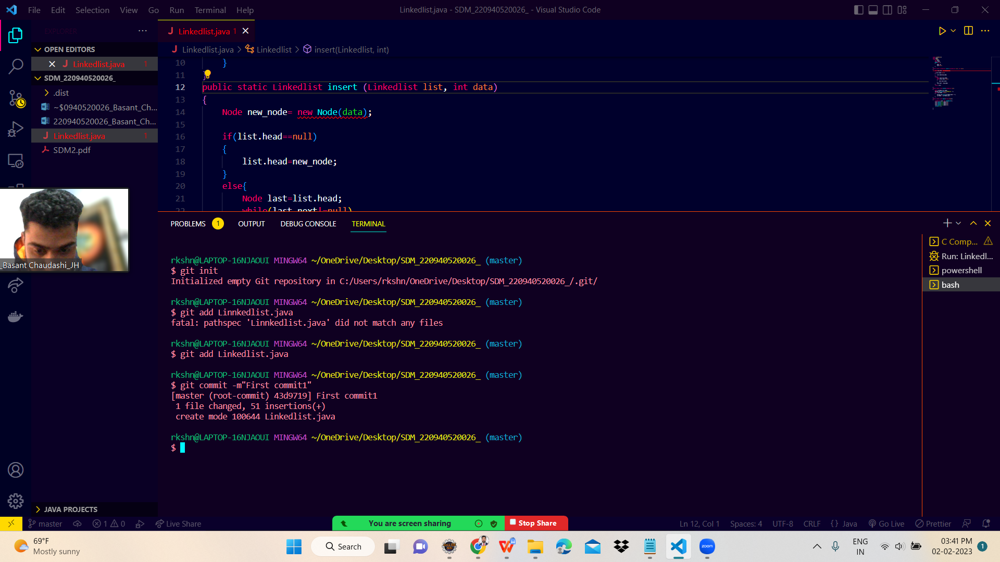 File Edit Selection View Go Run Terminal Help
Linkedlist.java - SDM_220940520026_ - Visual Studio Code
EXPLORER
OPEN EDITORS
Linkedlist.java 1
SDM_220940520026_
.dist
~$0940520026_Basant_Ch...
220940520026_Basant_Ch...
Linkedlist.java 1
SDM2.pdf
JAVA PROJECTS
_Basant Chaudashi_JH
Linkedlist.java 1
Linkedlist.java > Linkedlist > insert(Linkedlist, int)
10 }
11 }
12 public static Linkedlist insert (Linkedlist list, int data)
13 {
14 Node new_node= new Node(data);
15
16 if(list.head==null)
17 {
18 list.head=new_node;
19 }
20 else{
21 Node last=list.head;
22 while(last.next!=null)
PROBLEMS 1 OUTPUT DEBUG CONSOLE TERMINAL
rkshn@LAPTOP-16NJAOUI MINGW64 ~/OneDrive/Desktop/SDM_220940520026_ (master)
$ git init
Initialized empty Git repository in C:/Users/rkshn/OneDrive/Desktop/SDM_220940520026_/.git/
rkshn@LAPTOP-16NJAOUI MINGW64 ~/OneDrive/Desktop/SDM_220940520026_ (master)
$ git add Linnkedlist.java
fatal: pathspec 'Linnkedlist.java' did not match any files
rkshn@LAPTOP-16NJAOUI MINGW64 ~/OneDrive/Desktop/SDM_220940520026_ (master)
$ git add Linkedlist.java
rkshn@LAPTOP-16NJAOUI MINGW64 ~/OneDrive/Desktop/SDM_220940520026_ (master)
$ git commit -m"First commit1"
[master (root-commit) 43d9719] First commit1
1 file changed, 51 insertions(+)
create mode 100644 Linkedlist.java
rkshn@LAPTOP-16NJAOUI MINGW64 ~/OneDrive/Desktop/SDM_220940520026_ (master)
$
C Comp...
Run: Linkedl...
powershell
bash
master 1 0 Live Share
You are screen sharing Stop Share
Ln 12, Col 1 Spaces: 4 UTF-8 CRLF {} Java Go Live Prettier
69°F
Mostly sunny
Search
zoom
ENG
IN
03:41 PM
02-02-2023
1